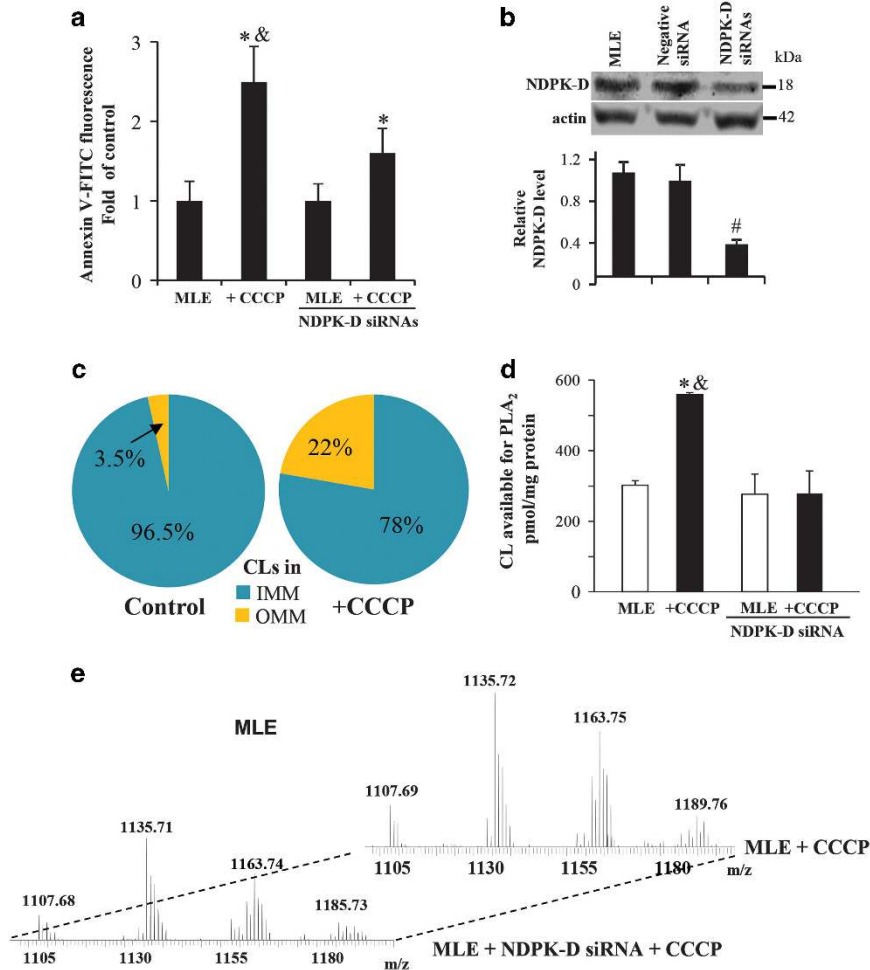 a
Annexin V-FITC fluorescence
Fold of control
3
2
1
0
* &
*
MLE + CCCP MLE + CCCP
NDPK-D siRNAs
b
MLE
Negative
siRNA
NDPK-D
siRNAs
kDa
NDPK-D
18
actin
42
Relative
NDPK-D level
1.2
0.8
0.4
0
#
c
3.5%
96.5%
22%
78%
Control
CLs in
IMM
OMM
+CCCP
d
CL available for PLA2
pmol/mg protein
600
300
0
* &
MLE +CCCP MLE +CCCP
NDPK-D siRNA
e
MLE
1135.72
1163.75
1107.69
1189.76
1105 1130 1155 1180 m/z
MLE + CCCP
1135.71
1163.74
1107.68
1185.73
1105 1130 1155 1180 m/z
MLE + NDPK-D siRNA + CCCP